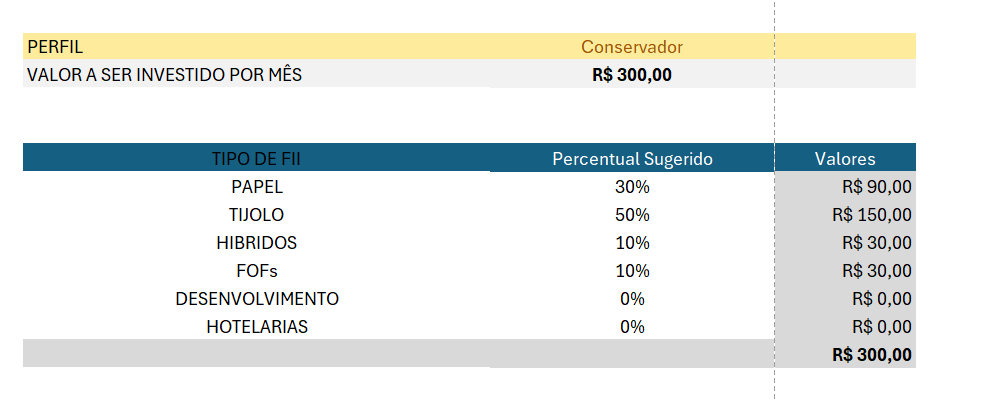 PERFIL Conservador
VALOR A SER INVESTIDO POR MÊS R$ 300,00
TIPO DE FII Percentual Sugerido Valores
PAPEL 30% R$ 90,00
TIJOLO 50% R$ 150,00
HIBRIDOS 10% R$ 30,00
FOFs 10% R$ 30,00
DESENVOLVIMENTO 0% R$ 0,00
HOTELARIAS 0% R$ 0,00
R$ 300,00